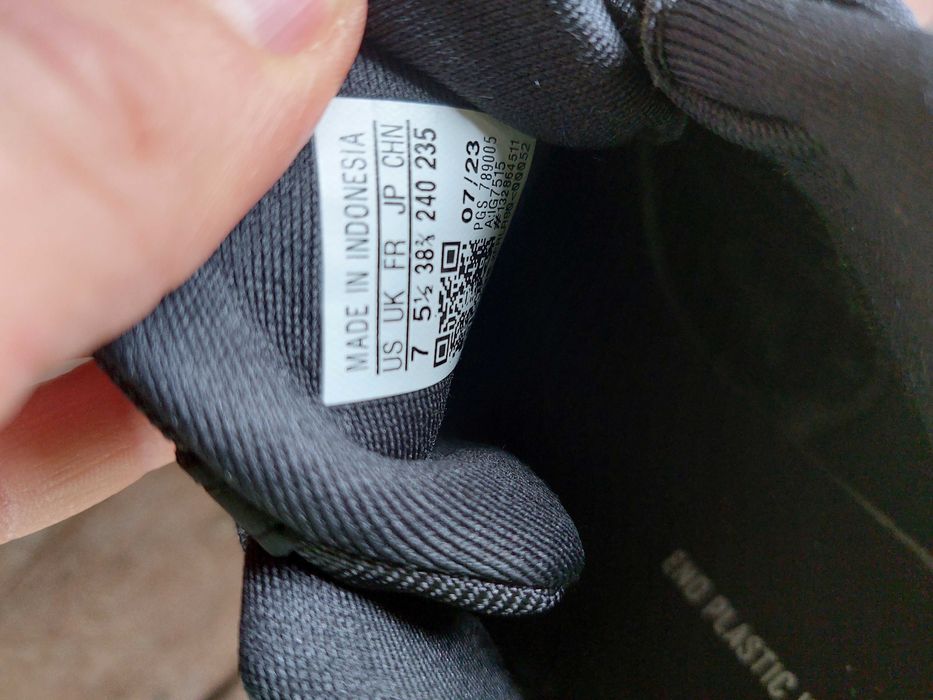 MADE IN INDONESIA
US UK FR JP CHN
7 5½ 38⅔ 240 235
07/23
PGS 789005
END PLASTIC